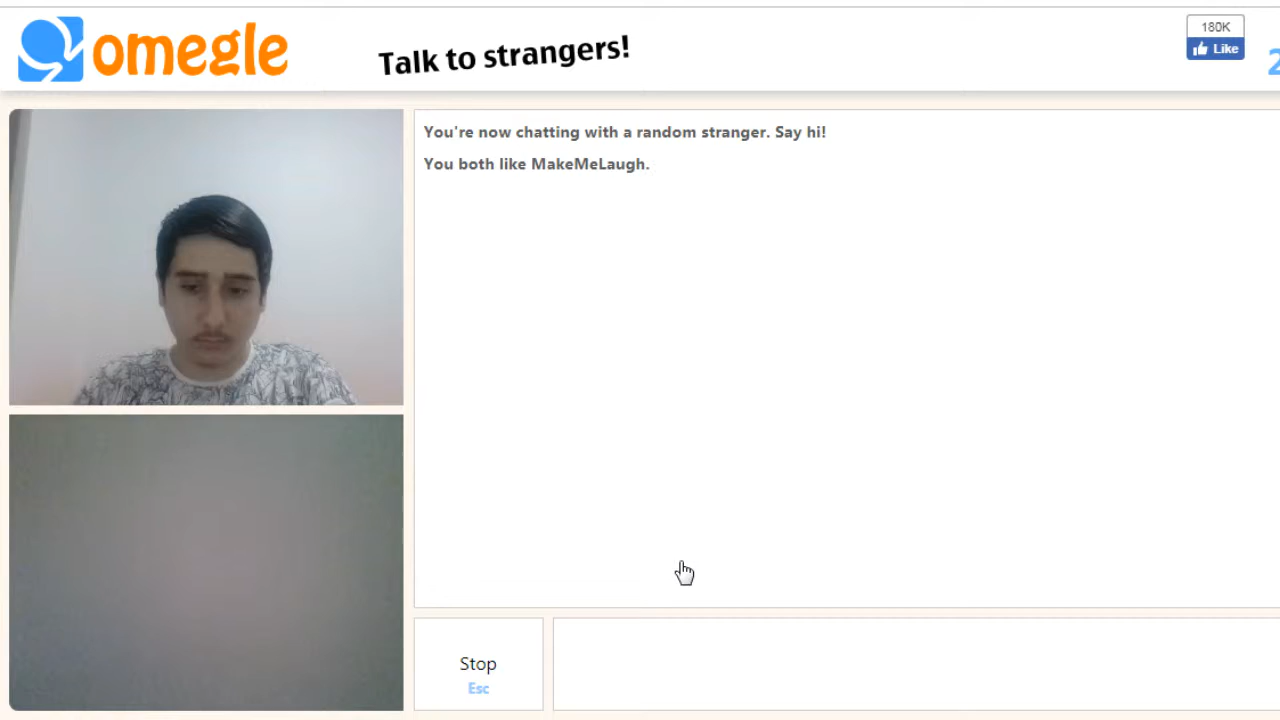 omegle
Talk to strangers!
180K
Like
2
You're now chatting with a random stranger. Say hi!
You both like MakeMeLaugh.
Stop
Esc